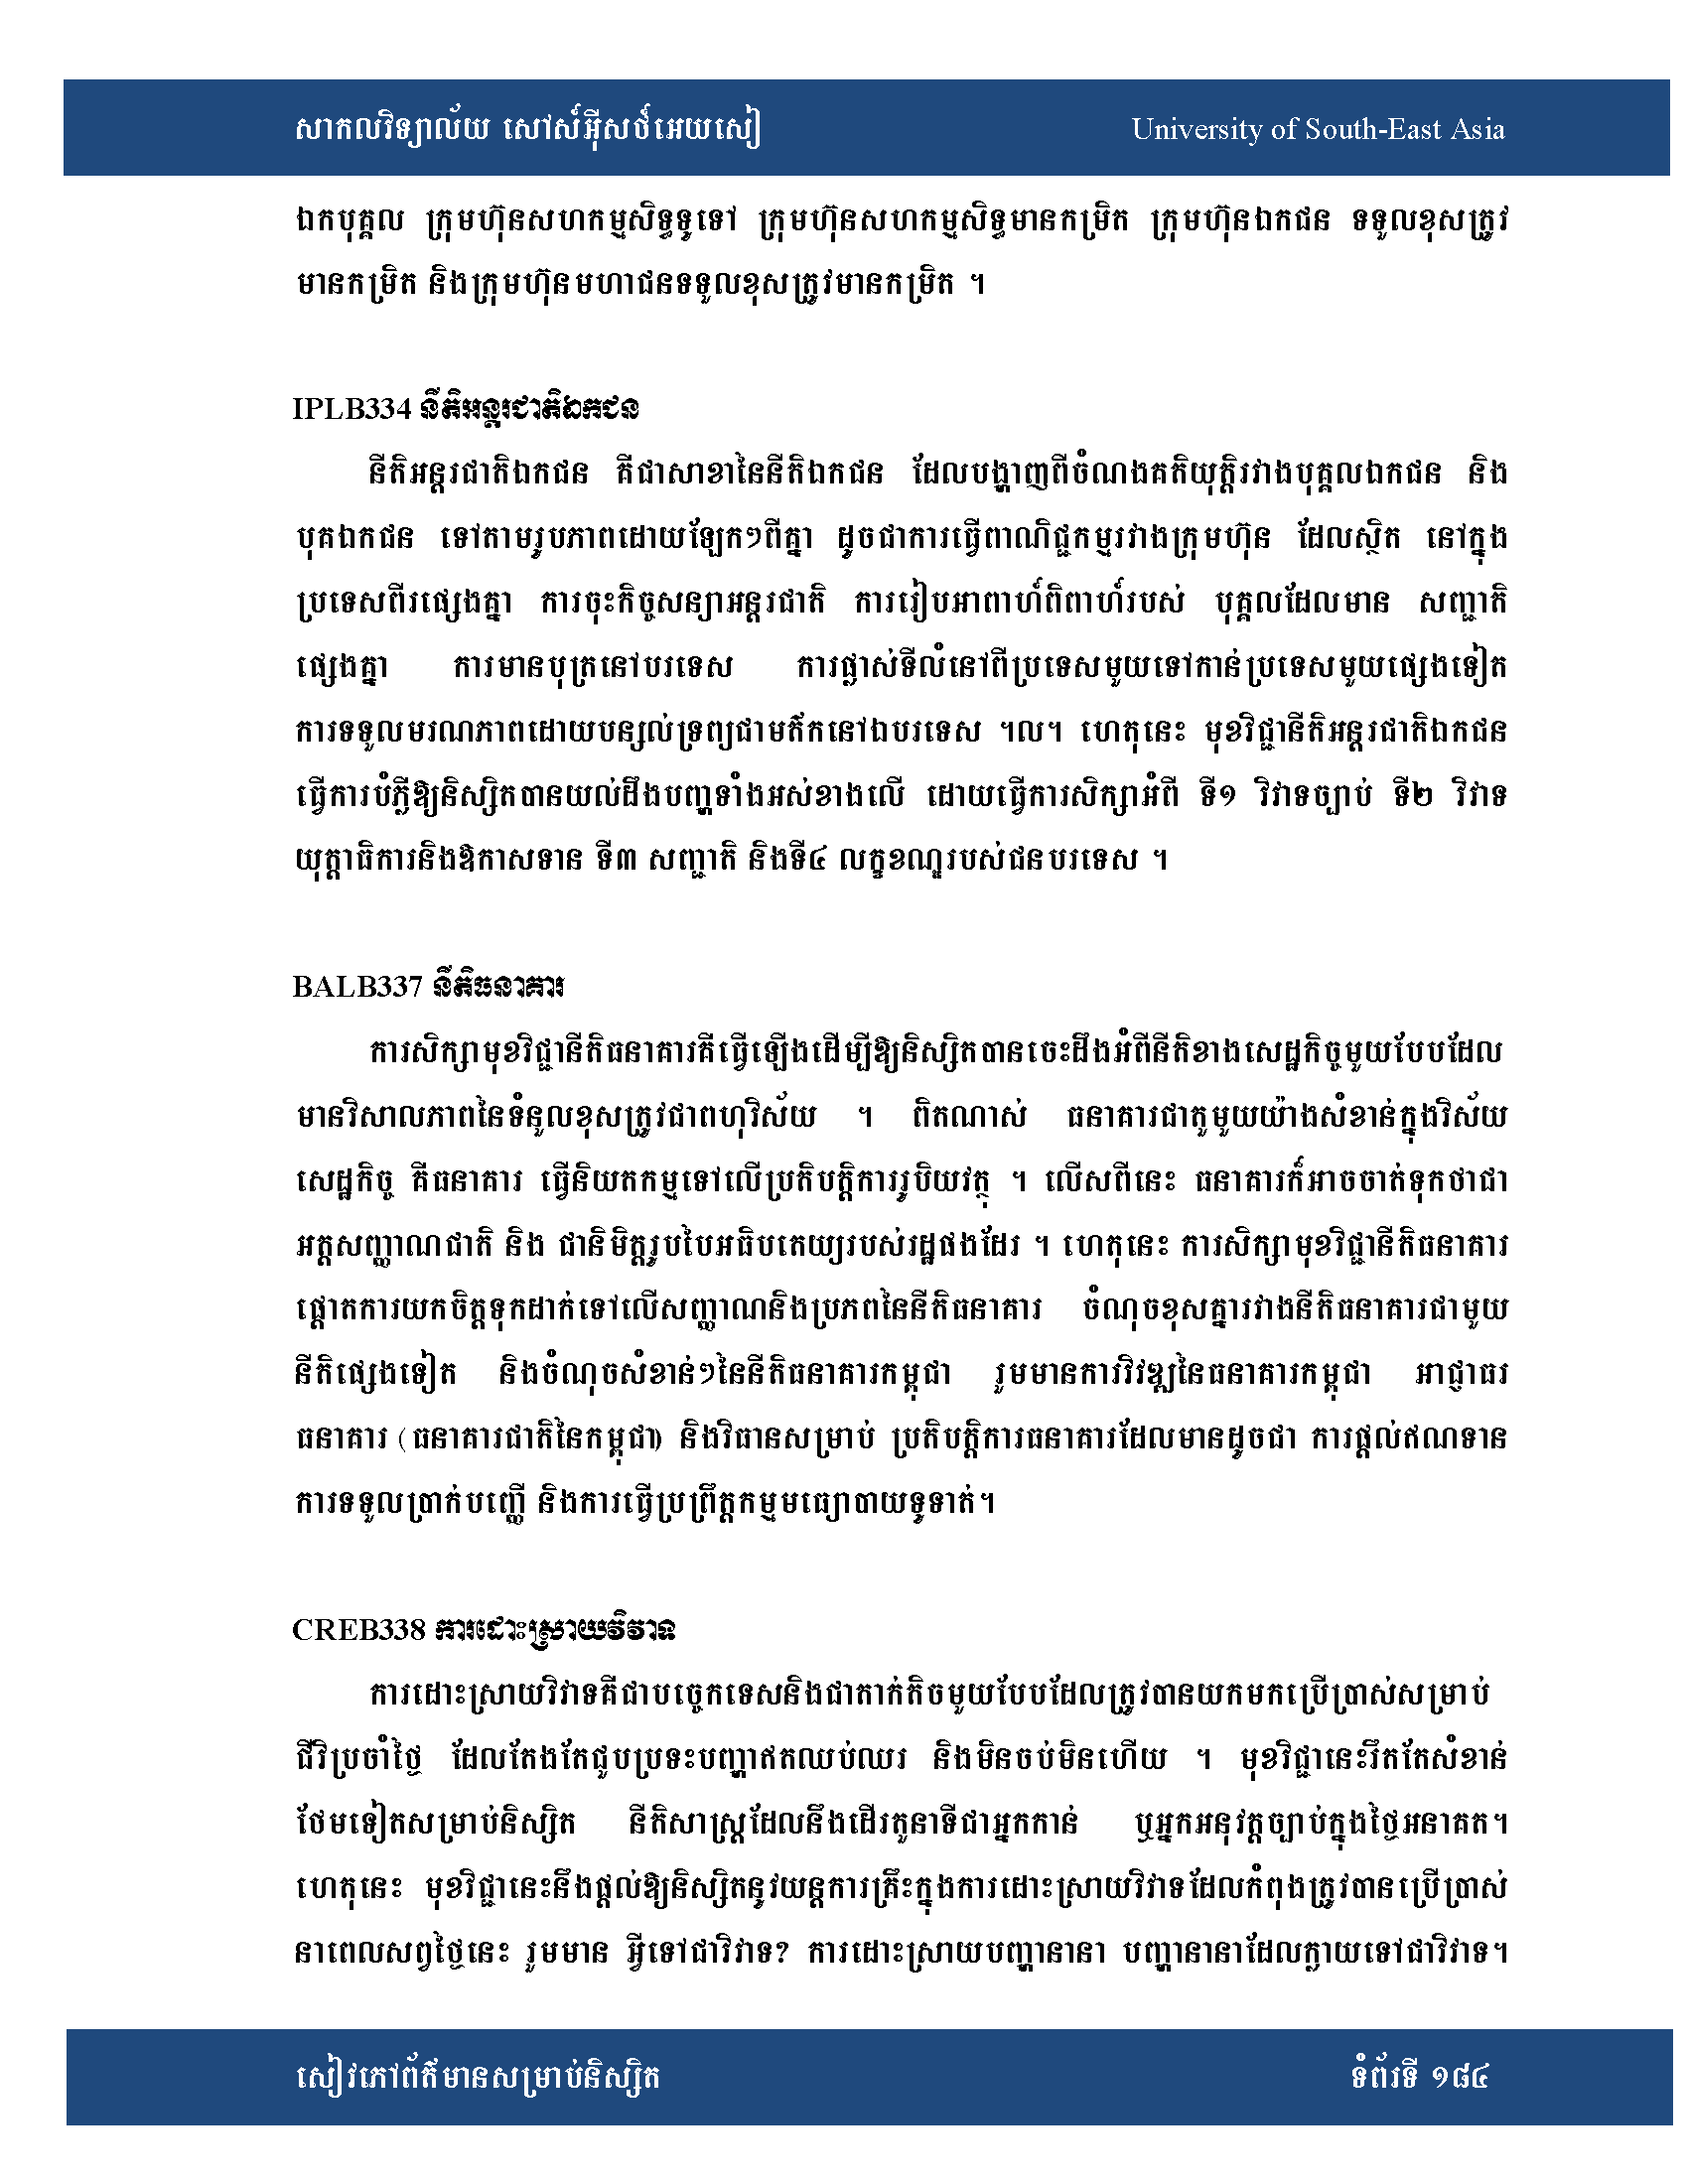 សាកលវិទ្យាល័យ សៅស៍អ៊ីសថ៍អេយសៀ University of South-East Asia
ឯកបុគ្គល ក្រុមហ៊ុនសហកម្មសិទ្ធទូទៅ ក្រុមហ៊ុនសហកម្មសិទ្ធមានកម្រិត ក្រុមហ៊ុនឯកជន ទទួលខុសត្រូវ
មានកម្រិត និងក្រុមហ៊ុនមហាជនទទួលខុសត្រូវមានកម្រិត ។
IPLB334 នីតិអន្តរជាតិឯកជន
នីតិអន្តរជាតិឯកជន គឺជាសាខានៃនីតិឯកជន ដែលបង្ហាញពីចំណងគតិយុត្តិរវាងបុគ្គលឯកជន និង
បុគឯកជន ទៅតាមរូបភាពដោយឡែកៗពីគ្នា ដូចជាការធ្វើពាណិជ្ជកម្មរវាងក្រុមហ៊ុន ដែលស្ថិត នៅក្នុង
ប្រទេសពីរផ្សេងគ្នា ការចុះកិច្ចសន្យាអន្តរជាតិ ការរៀបអាពាហ៍ពិពាហ៍របស់ បុគ្គលដែលមាន សញ្ជាតិ
ផ្សេងគ្នា ការមានបុត្រនៅបរទេស ការផ្លាស់ទីលំនៅពីប្រទេសមួយទៅកាន់ប្រទេសមួយផ្សេងទៀត
ការទទួលមរណភាពដោយបន្សល់ទ្រព្យជាមត៌កនៅឯបរទេស ។ល។ ហេតុនេះ មុខវិជ្ជានីតិអន្តរជាតិឯកជន
ធ្វើការបំភ្លឺឱ្យនិស្សិតបានយល់ដឹងបញ្ហាទាំងអស់ខាងលើ ដោយធ្វើការសិក្សាអំពី ទី១ វិវាទច្បាប់ ទី២ វិវាទ
យុត្តាធិការនិងឱកាសទាន ទី៣ សញ្ជាតិ និងទី៤ លក្ខខណ្ឌរបស់ជនបរទេស ។
BALB337 នីតិធនាគារ
ការសិក្សាមុខវិជ្ជានីតិធនាគារគឺធ្វើឡើងដើម្បីឱ្យនិស្សិតបានចេះដឹងអំពីនីតិខាងសេដ្ឋកិច្ចមួយបែបដែល
មានវិសាលភាពនៃទំនួលខុសត្រូវជាពហុវិស័យ ។ ពិតណាស់ ធនាគារជាតួមួយយ៉ាងសំខាន់ក្នុងវិស័យ
សេដ្ឋកិច្ច គឺធនាគារ ធ្វើនិយតកម្មទៅលើប្រតិបត្តិការរូបិយវត្ថុ ។ លើសពីនេះ ធនាគារក៏អាចចាត់ទុកថាជា
អត្តសញ្ញាណជាតិ និង ជានិមិត្តរូបបៃអធិបតេយ្យរបស់រដ្ឋផងដែរ ។ ហេតុនេះ ការសិក្សាមុខវិជ្ជានីតិធនាគារ
ផ្តោតការយកចិត្តទុកដាក់ទៅលើសញ្ញាណនិងប្រភពនៃនីតិធនាគារ ចំណុចខុសគ្នារវាងនីតិធនាគារជាមួយ
នីតិផ្សេងទៀត និងចំណុចសំខាន់ៗនៃនីតិធនាគារកម្ពុជា រួមមានការវិវឌ្ឍនៃធនាគារកម្ពុជា អាជ្ញាធរ
ធនាគារ (ធនាគារជាតិនៃកម្ពុជា) និងវិធានសម្រាប់ ប្រតិបត្តិការធនាគារដែលមានដូចជា ការផ្តល់ឥណទាន
ការទទួលប្រាក់បញ្ញើ និងការធ្វើប្រព្រឹត្តកម្មមធ្យោបាយទូទាត់។
CREB338 ការដោះស្រាយវិវាទ
ការដោះស្រាយវិវាទគឺជាបច្ចេកទេសនិងជាតាក់តិចមួយបែបដែលត្រូវបានយកមកប្រើប្រាស់សម្រាប់
ជីវិប្រចាំថ្ងៃ ដែលតែងតែជួបប្រទះបញ្ហាឥតឈប់ឈរ និងមិនចប់មិនហើយ ។ មុខវិជ្ជានេះរឹតតែសំខាន់
ថែមទៀតសម្រាប់និស្សិត នីតិសាស្ត្រដែលនឹងដើរតួនាទីជាអ្នកកាន់ ឬអ្នកអនុវត្តច្បាប់ក្នុងថ្ងៃអនាគត។
ហេតុនេះ មុខវិជ្ជានេះនឹងផ្តល់ឱ្យនិស្សិតនូវយន្តការគ្រឹះក្នុងការដោះស្រាយវិវាទដែលកំពុងត្រូវបានប្រើប្រាស់
នាពេលសព្វថ្ងៃនេះ រួមមាន អ្វីទៅជាវិវាទ? ការដោះស្រាយបញ្ហានានា បញ្ហានានាដែលក្លាយទៅជាវិវាទ។
សៀវភៅព័ត៌មានសម្រាប់និស្សិត ទំព័រទី ១៨៤